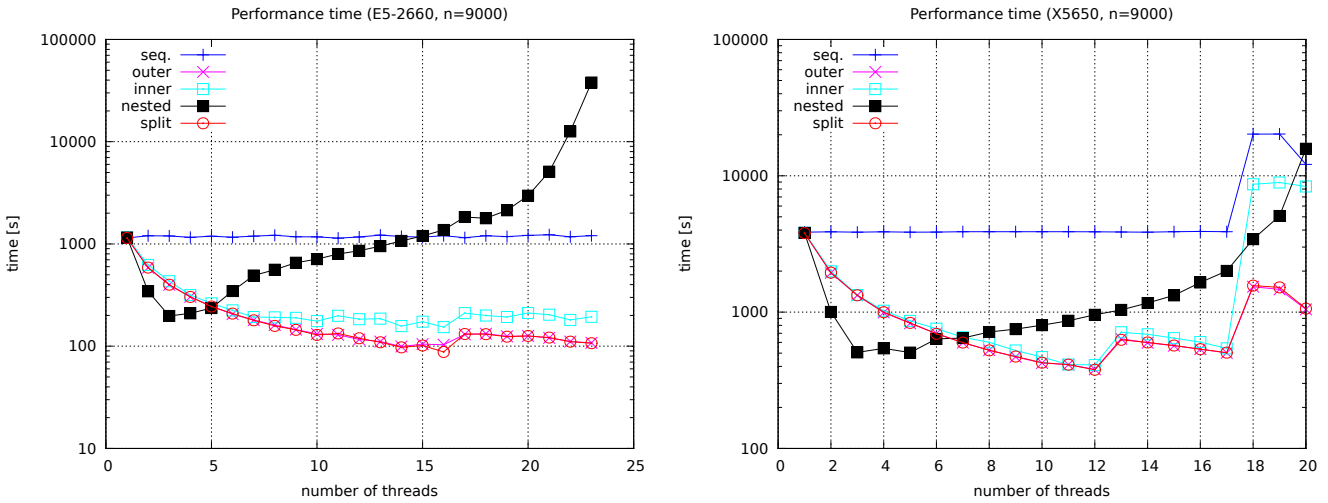 Performance time (E5-2660, n=9000)
100000
10000
1000
100
10
time [s]
seq.
outer
inner
nested
split
0 5 10 15 20 25
number of threads
Performance time (X5650, n=9000)
100000
10000
1000
100
time [s]
seq.
outer
inner
nested
split
0 2 4 6 8 10 12 14 16 18 20
number of threads